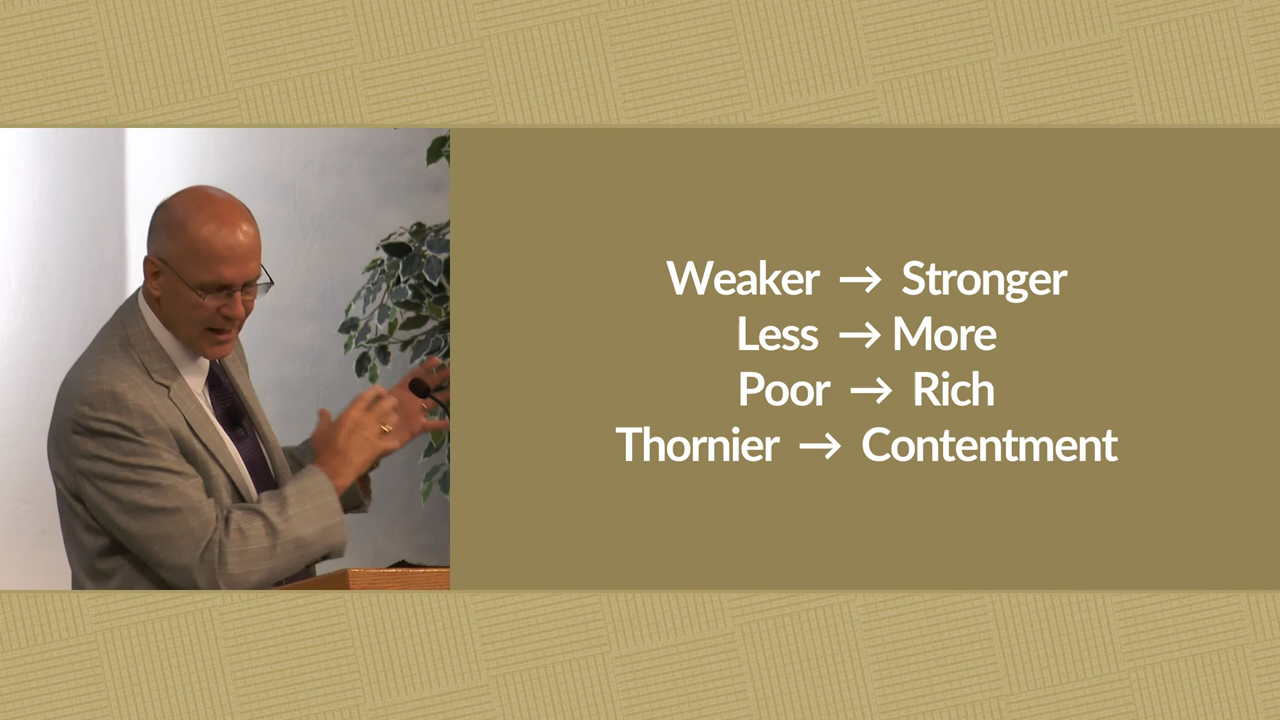 Weaker → Stronger
Less → More
Poor → Rich
Thornier → Contentment